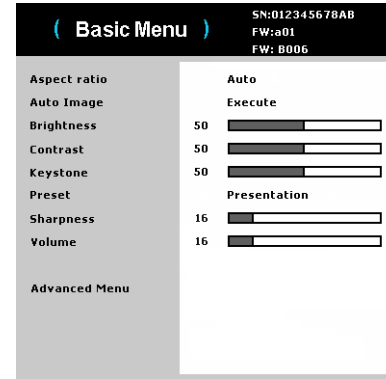 ( Basic Menu )
SN:012345678AB
FW:a01
FW: B006
Aspect ratio Auto
Auto Image Execute
Brightness 50
Contrast 50
Keystone 50
Preset Presentation
Sharpness 16
Volume 16
Advanced Menu